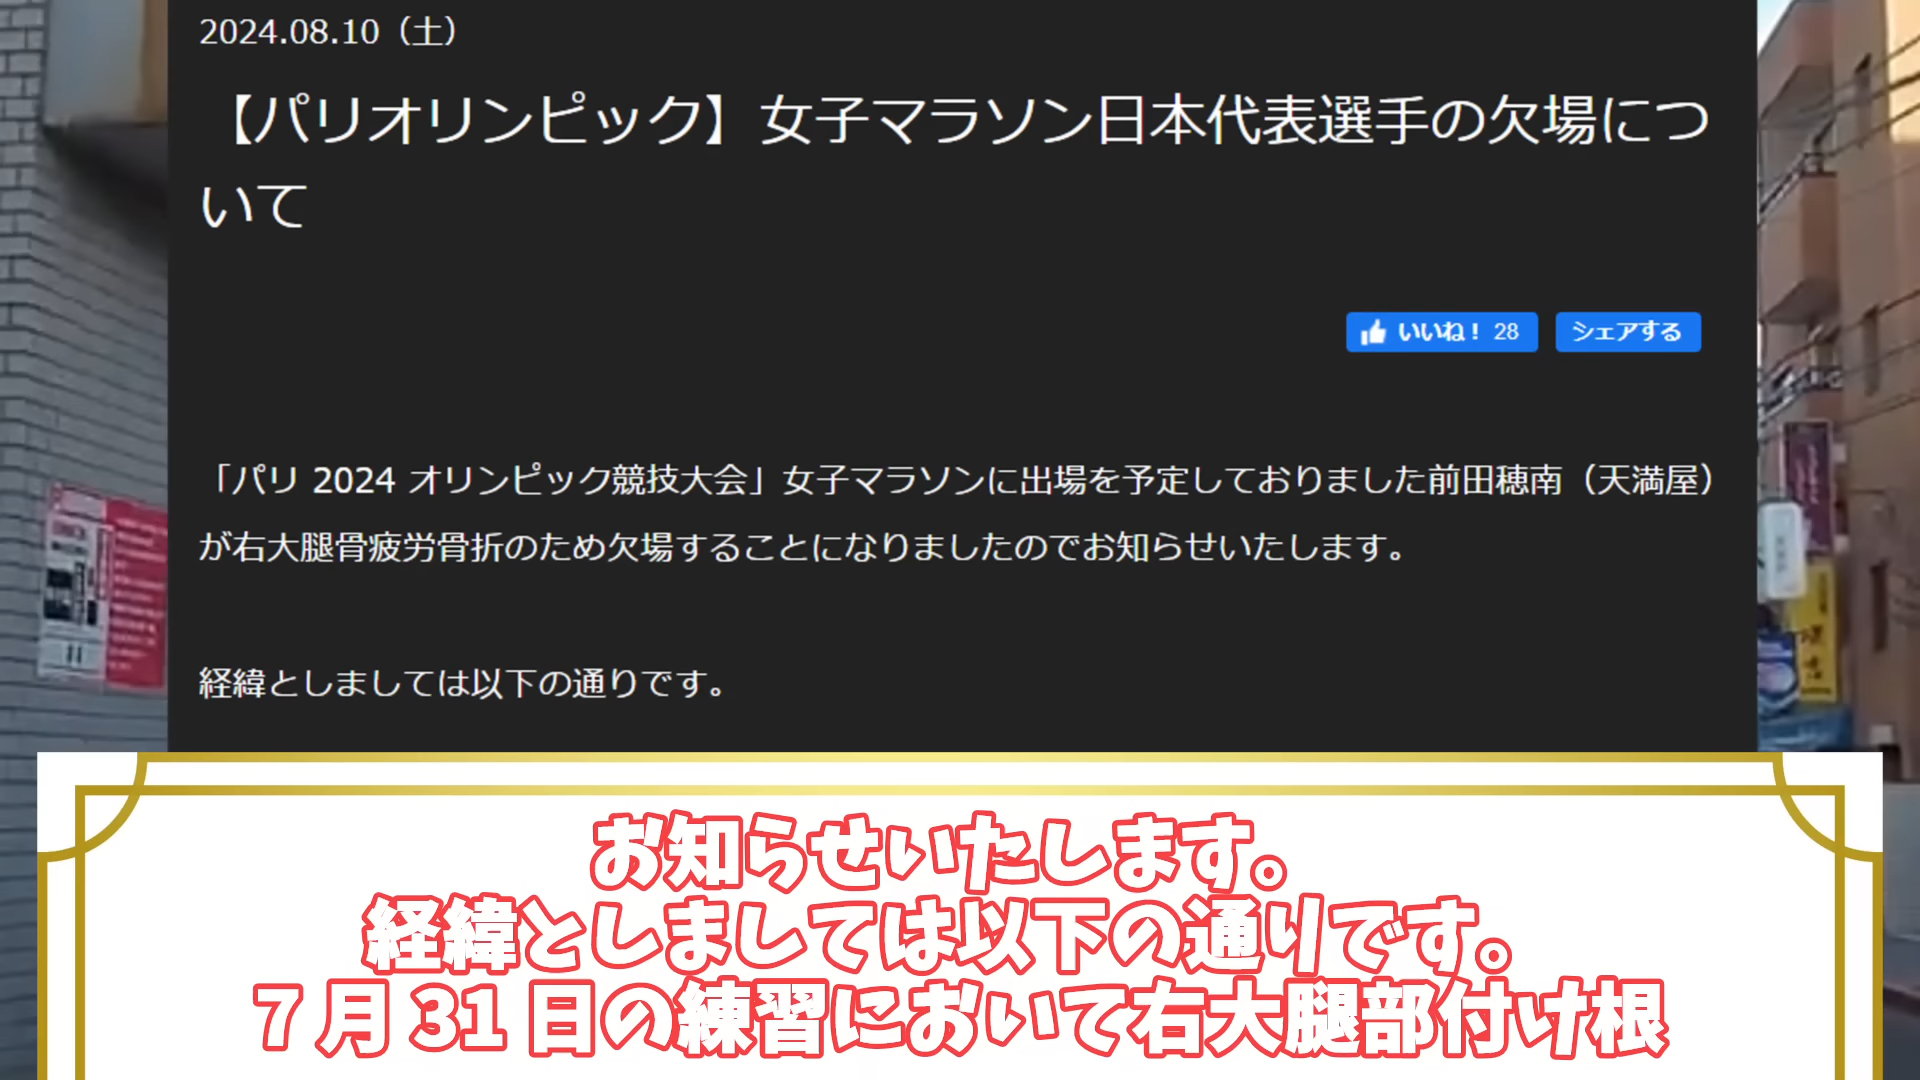 2024.08.10（土）
【パリオリンピック】女子マラソン日本代表選手の欠場につ
いて
いいね！ 28 シェアする
「パリ 2024 オリンピック競技大会」女子マラソンに出場を予定しておりました前田穂南（天満屋）
が右大腿骨疲労骨折のため欠場することになりましたのでお知らせいたします。
経緯としましては以下の通りです。
お知らせいたします。
経緯としましては以下の通りです。
7月31日の練習において右大腿部付け根